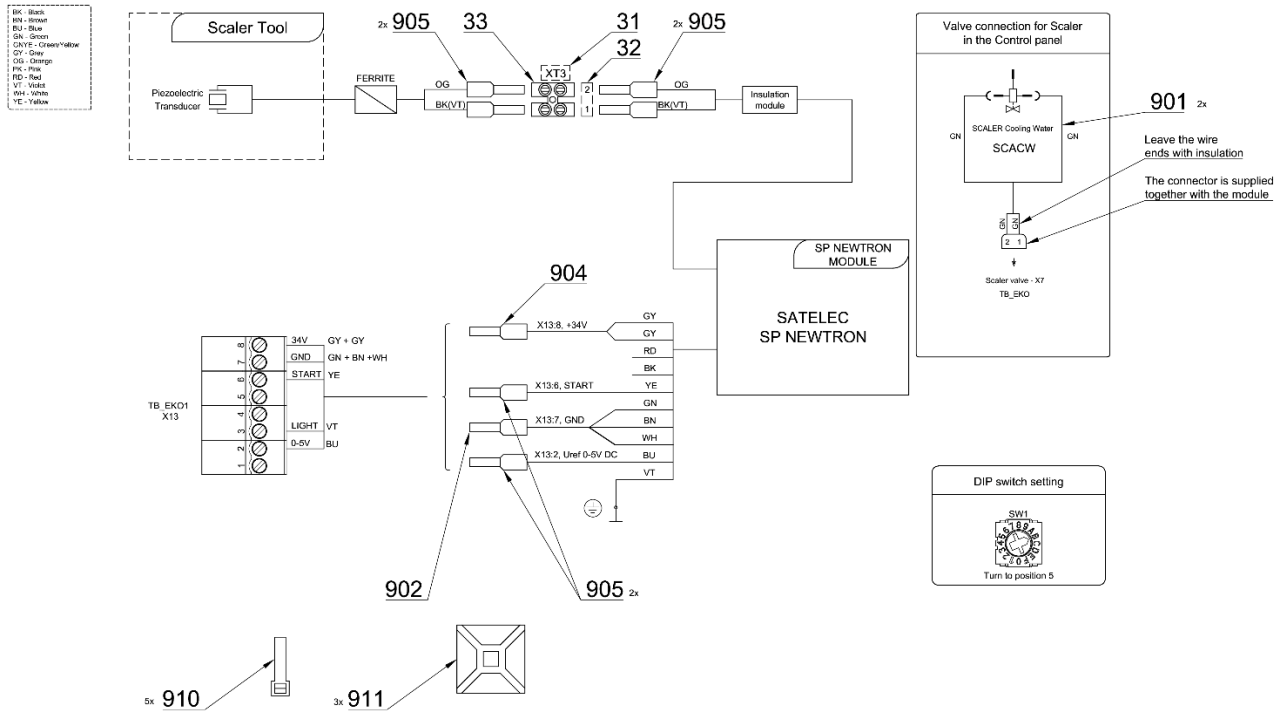 BK - Black
BN - Brown
BU - Blue
GN - Green
GNYE - Green/Yellow
GY - Grey
OG - Orange
PK - Pink
RD - Red
VT - Violet
WH - White
YE - Yellow
Scaler Tool
Piezoelectric
Transducer
FERRITE
2x 905
33
31
32
2x 905
OG
BK(VT)
XT3
2
1
OG
BK(VT)
Insulation
module
Valve connection for Scaler
in the Control panel
SCALER Cooling Water
SCACW
GN
GN
901 2x
Leave the wire
ends with insulation
The connector is supplied
together with the module
GN
GN
2 1
Scaler valve - X7
TB_EKO
SP NEWTRON
MODULE
SATELEC
SP NEWTRON
904
X13:8, +34V
X13:6, START
X13:7, GND
X13:2, Uref 0-5V DC
GY
GY
RD
BK
YE
GN
BN
WH
BU
VT
TB_EKO1
X13
8
7
6
5
4
3
2
1
34V GY + GY
GND GN + BN +WH
START YE
LIGHT VT
0-5V BU
902
905 2x
DIP switch setting
SW1
0123456789ABCDEF
Turn to position 5
5x 910
3x 911